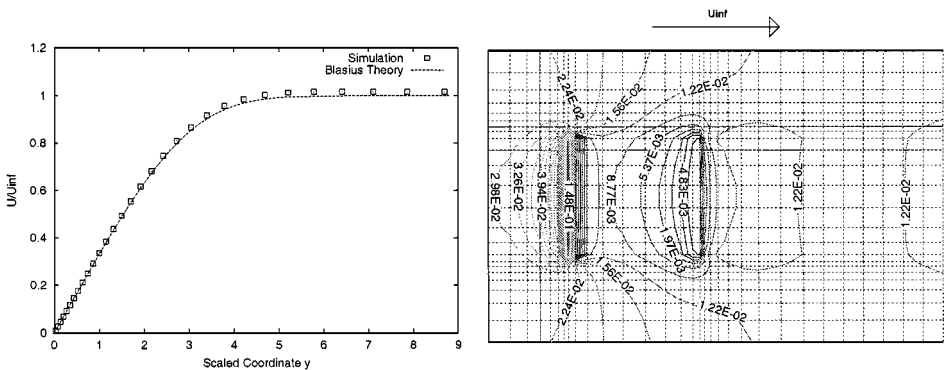 Uinf
1.2
1
0.8
0.6
0.4
0.2
0
U/Uinf
Simulation
Blasius Theory
0 1 2 3 4 5 6 7 8 9
Scaled Coordinate y
2.24E-02
1.56E-02
1.22E-02
2.98E-02
3.26E-02
3.94E-02
1.48E-01
8.77E-03
5.37E-03
4.83E-03
1.97E-03
1.22E-02
1.22E-02
1.56E-02
2.24E-02
1.22E-02